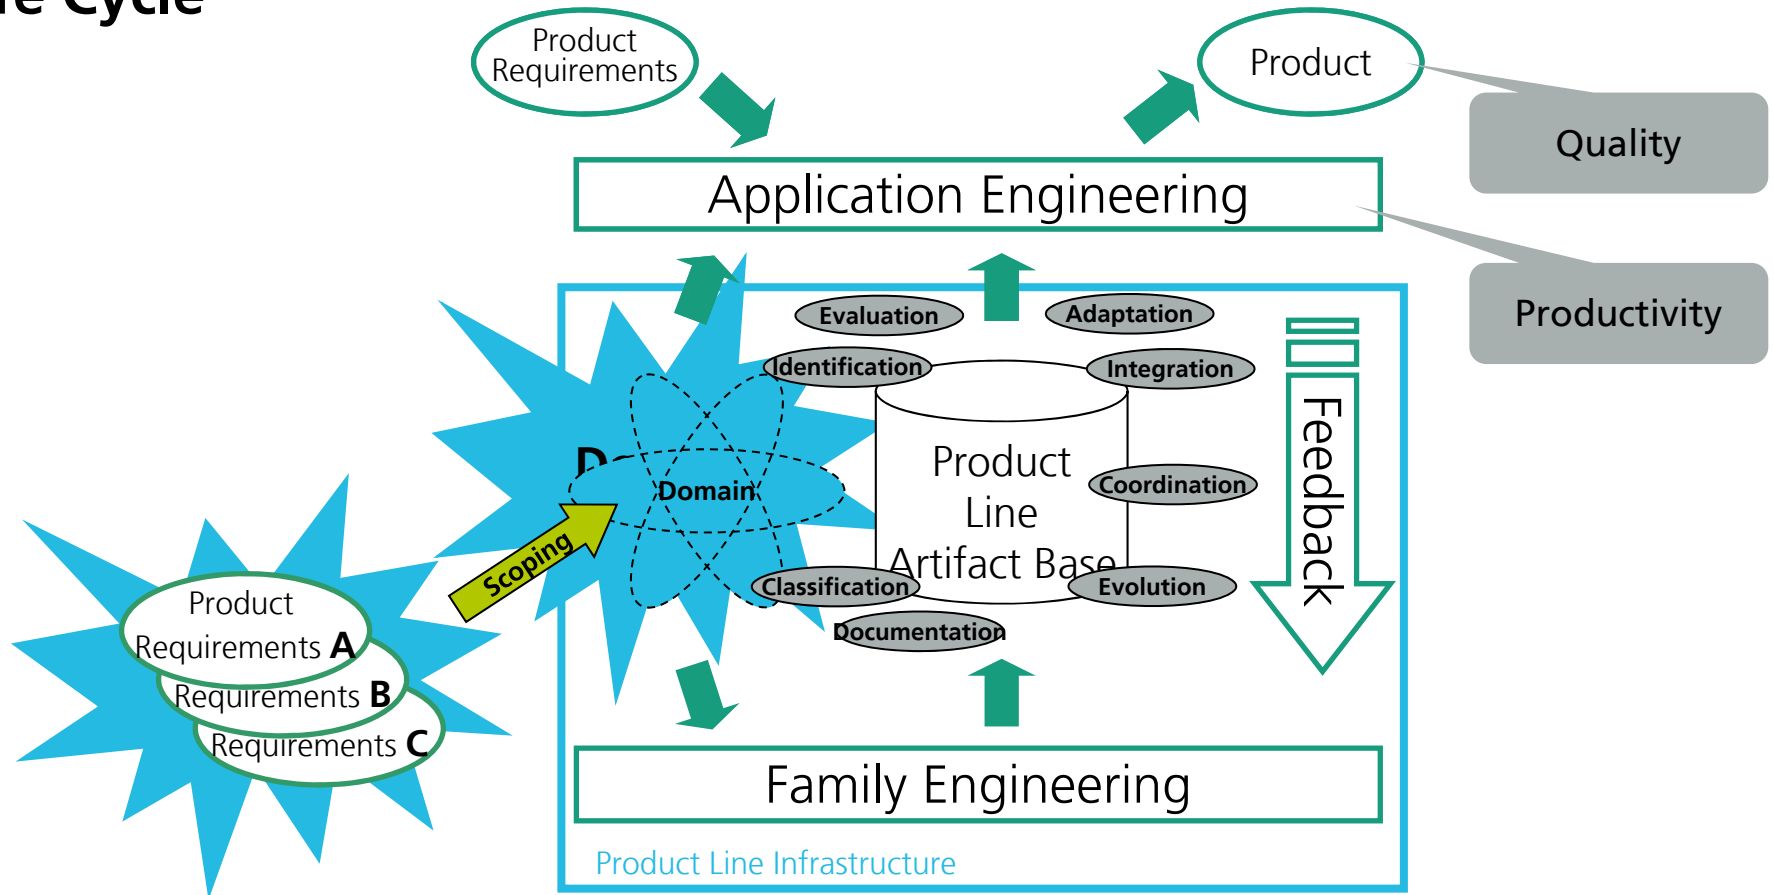 Cycle
Product
Requirements
Product
Quality
Application Engineering
Productivity
Evaluation
Adaptation
Identification
Integration
Product
Line
Artifact Base
Domain
Coordination
Scoping
Classification
Evolution
Documentation
Feedback
Product
Requirements A
Requirements B
Requirements C
Family Engineering
Product Line Infrastructure